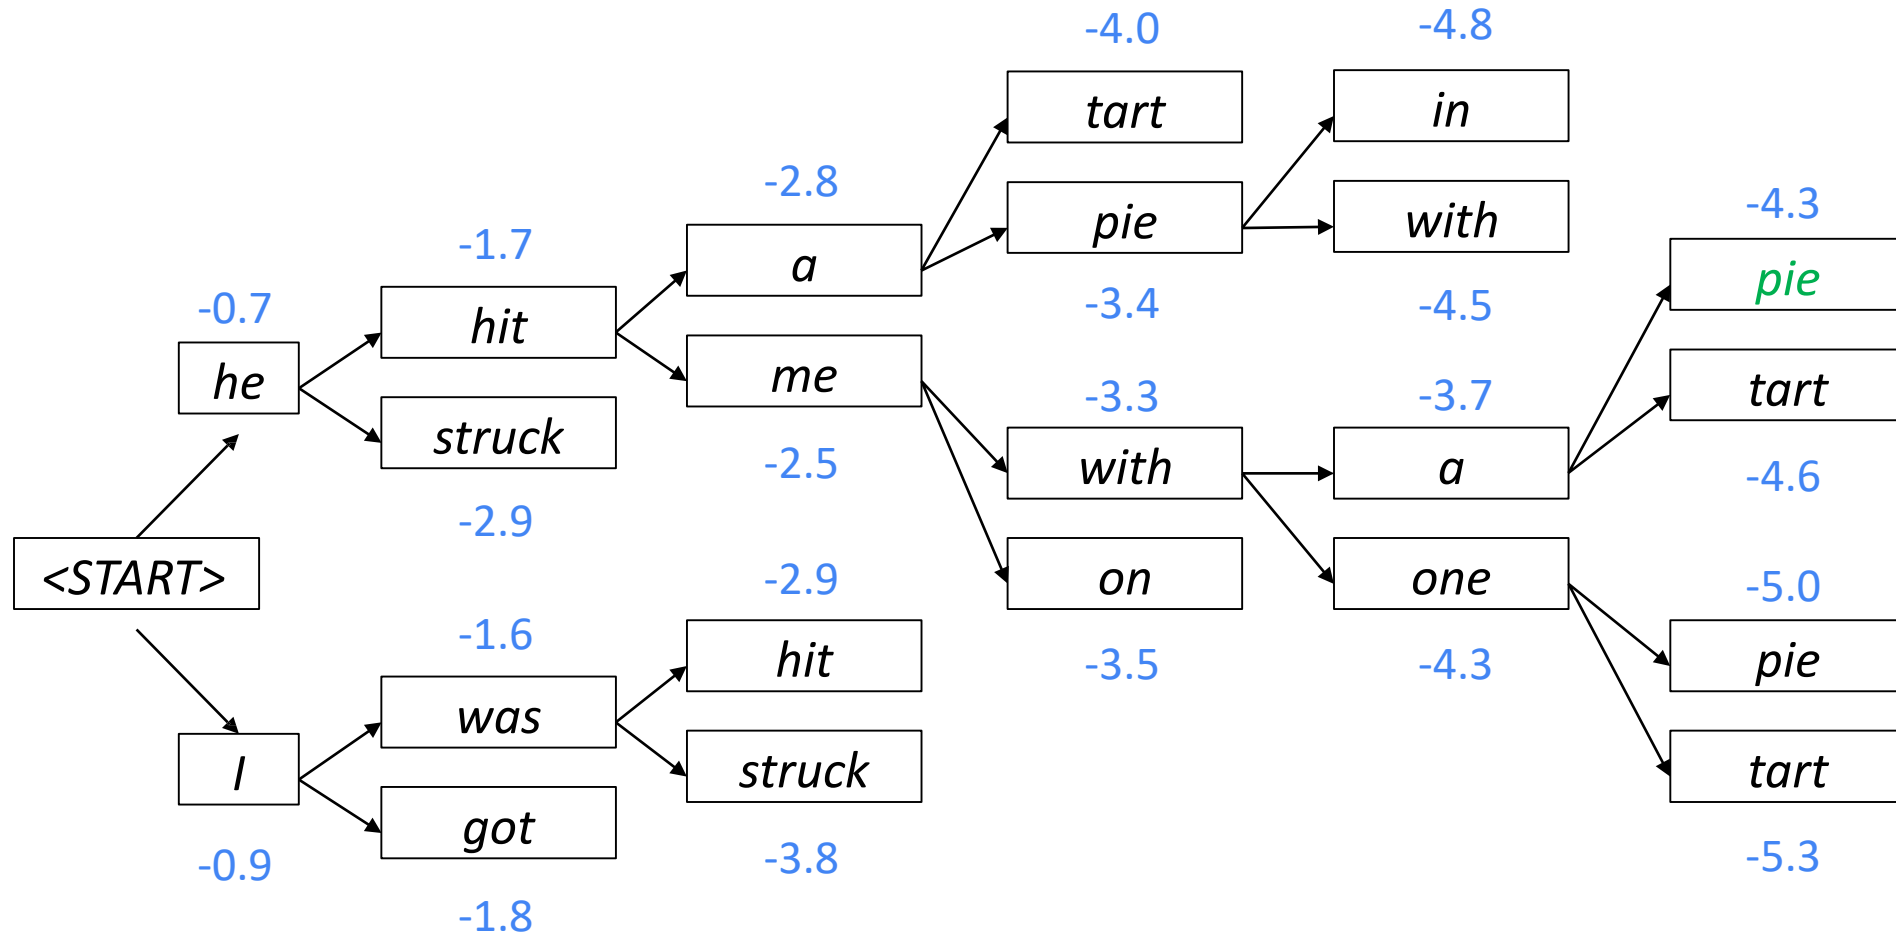 -4.0
-4.8
tart
in
-2.8
pie
with
-4.3
-1.7
a
pie
-0.7
hit
-3.4
-4.5
he
me
-3.3
-3.7
tart
struck
-2.5
with
a
-4.6
-2.9
<START>
-2.9
on
one
-5.0
-1.6
hit
-3.5
-4.3
pie
was
I
struck
tart
-0.9
got
-3.8
-5.3
-1.8